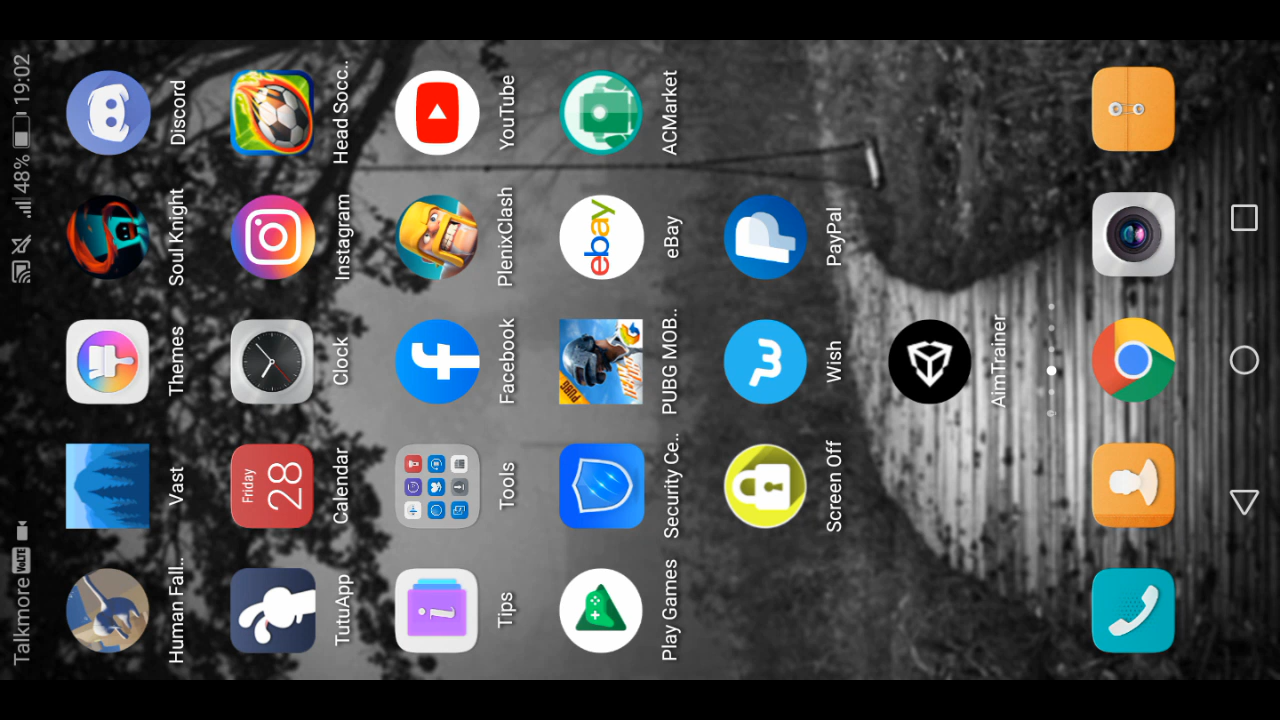 Talkmore VoLTE 48% 19:02
Human Fall.. Vast Themes Soul Knight Discord
Friday
28
TutuApp Calendar Clock Instagram Head Socc..
Tips Tools Facebook PlenixClash YouTube
PUBG
ebay
Play Games Security Ce.. PUBG MOB.. eBay ACMarket
Screen Off Wish PayPal
AimTrainer